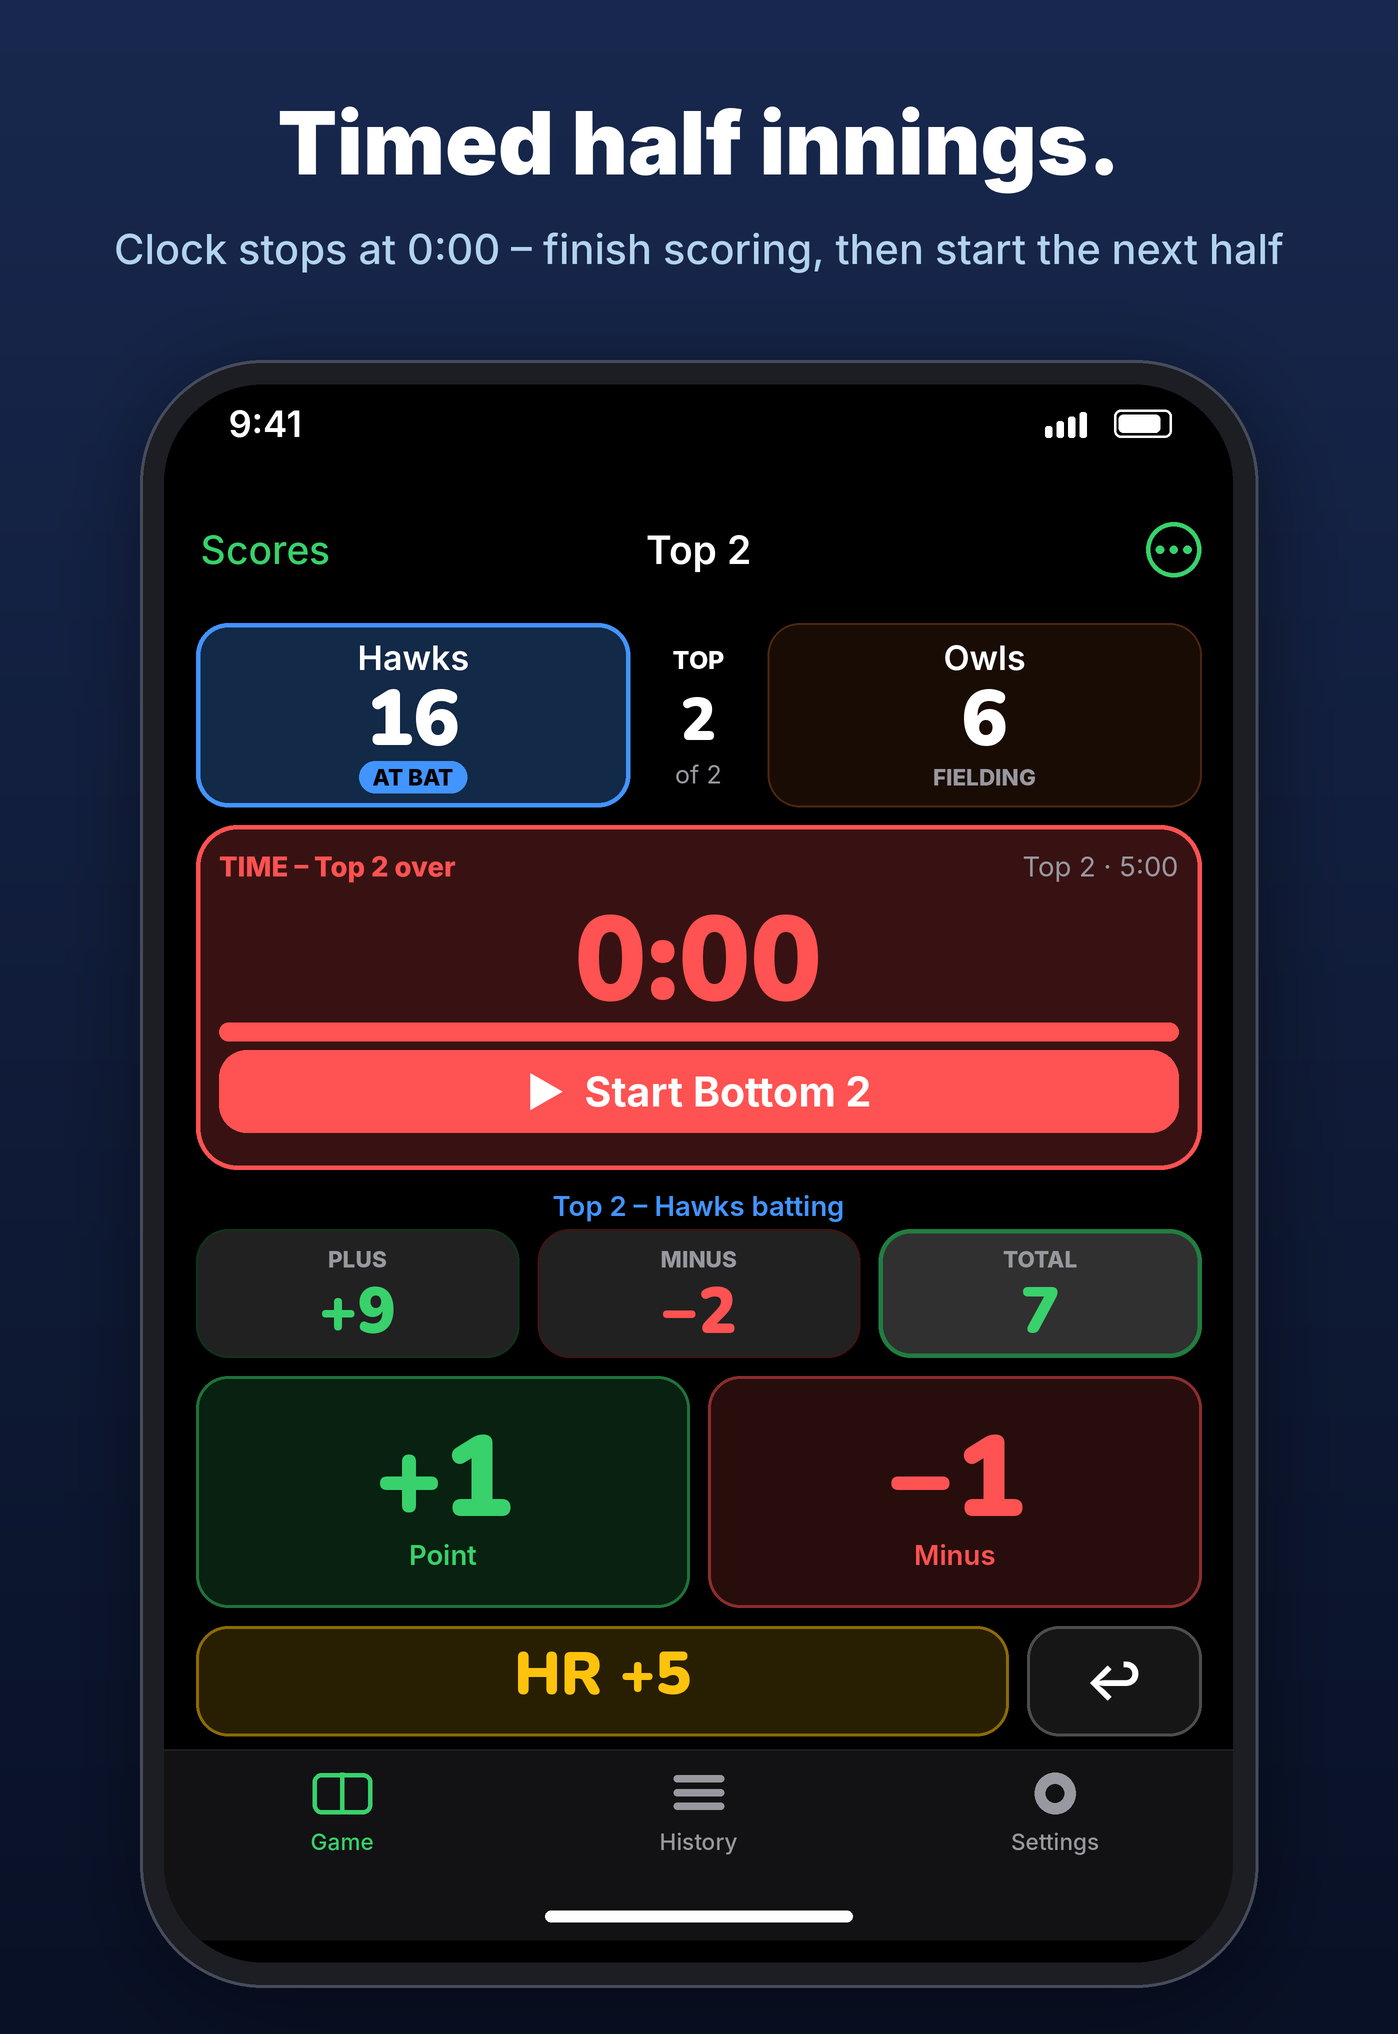 Timed half innings.
Clock stops at 0:00 – finish scoring, then start the next half
9:41
Scores
Top 2
Hawks
16
AT BAT
TOP
2
of 2
Owls
6
FIELDING
TIME – Top 2 over
Top 2 · 5:00
0:00
Start Bottom 2
Top 2 – Hawks batting
PLUS
+9
MINUS
−2
TOTAL
7
+1
Point
−1
Minus
HR +5
Game
History
Settings